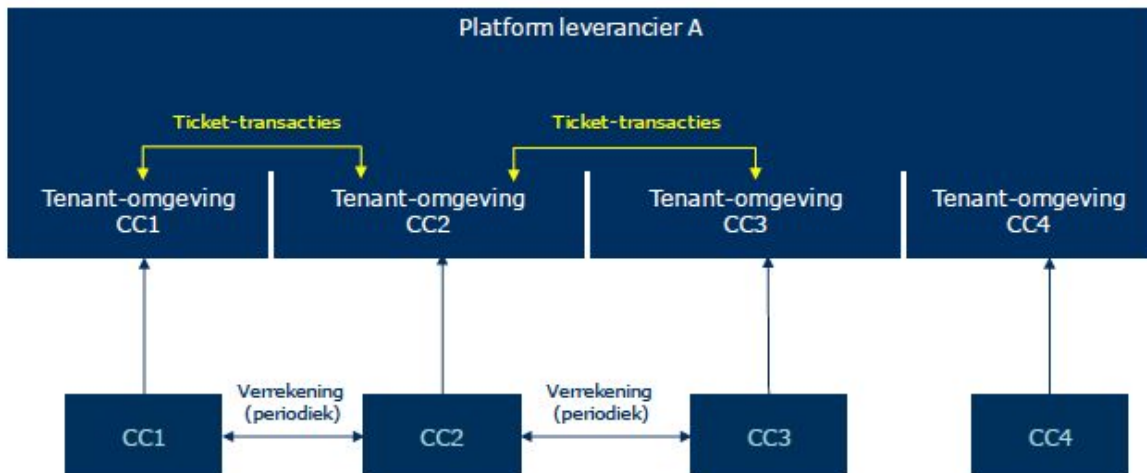 Platform leverancier A
Ticket-transacties
Ticket-transacties
Tenant-omgeving
CC1
Tenant-omgeving
CC2
Tenant-omgeving
CC3
Tenant-omgeving
CC4
Verrekening
(periodiek)
Verrekening
(periodiek)
CC1
CC2
CC3
CC4